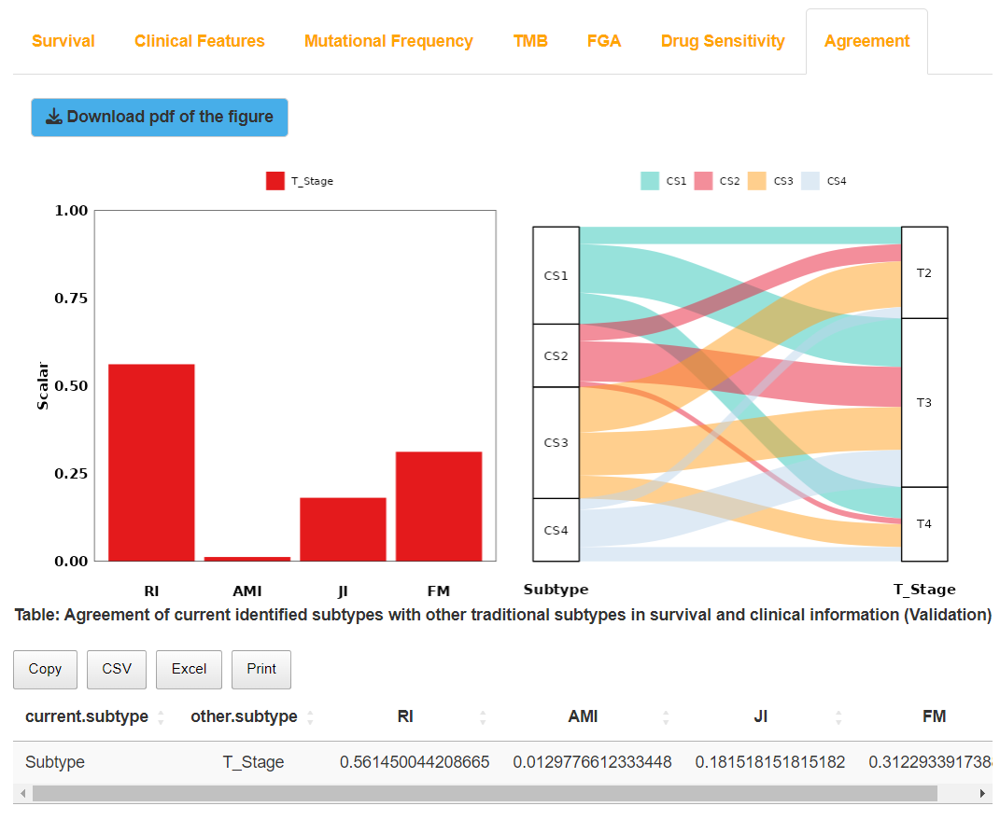 Survival Clinical Features Mutational Frequency TMB FGA Drug Sensitivity Agreement
Download pdf of the figure
T_Stage
1.00
0.75
0.50
0.25
0.00
Scalar
RI AMI JI FM
CS1 CS2 CS3 CS4
CS1
CS2
CS3
CS4
T2
T3
T4
Subtype T_Stage
Table: Agreement of current identified subtypes with other traditional subtypes in survival and clinical information (Validation)
Copy CSV Excel Print
current.subtype other.subtype RI AMI JI FM
Subtype T_Stage 0.561450044208665 0.0129776612333448 0.181518151815182 0.312293391738